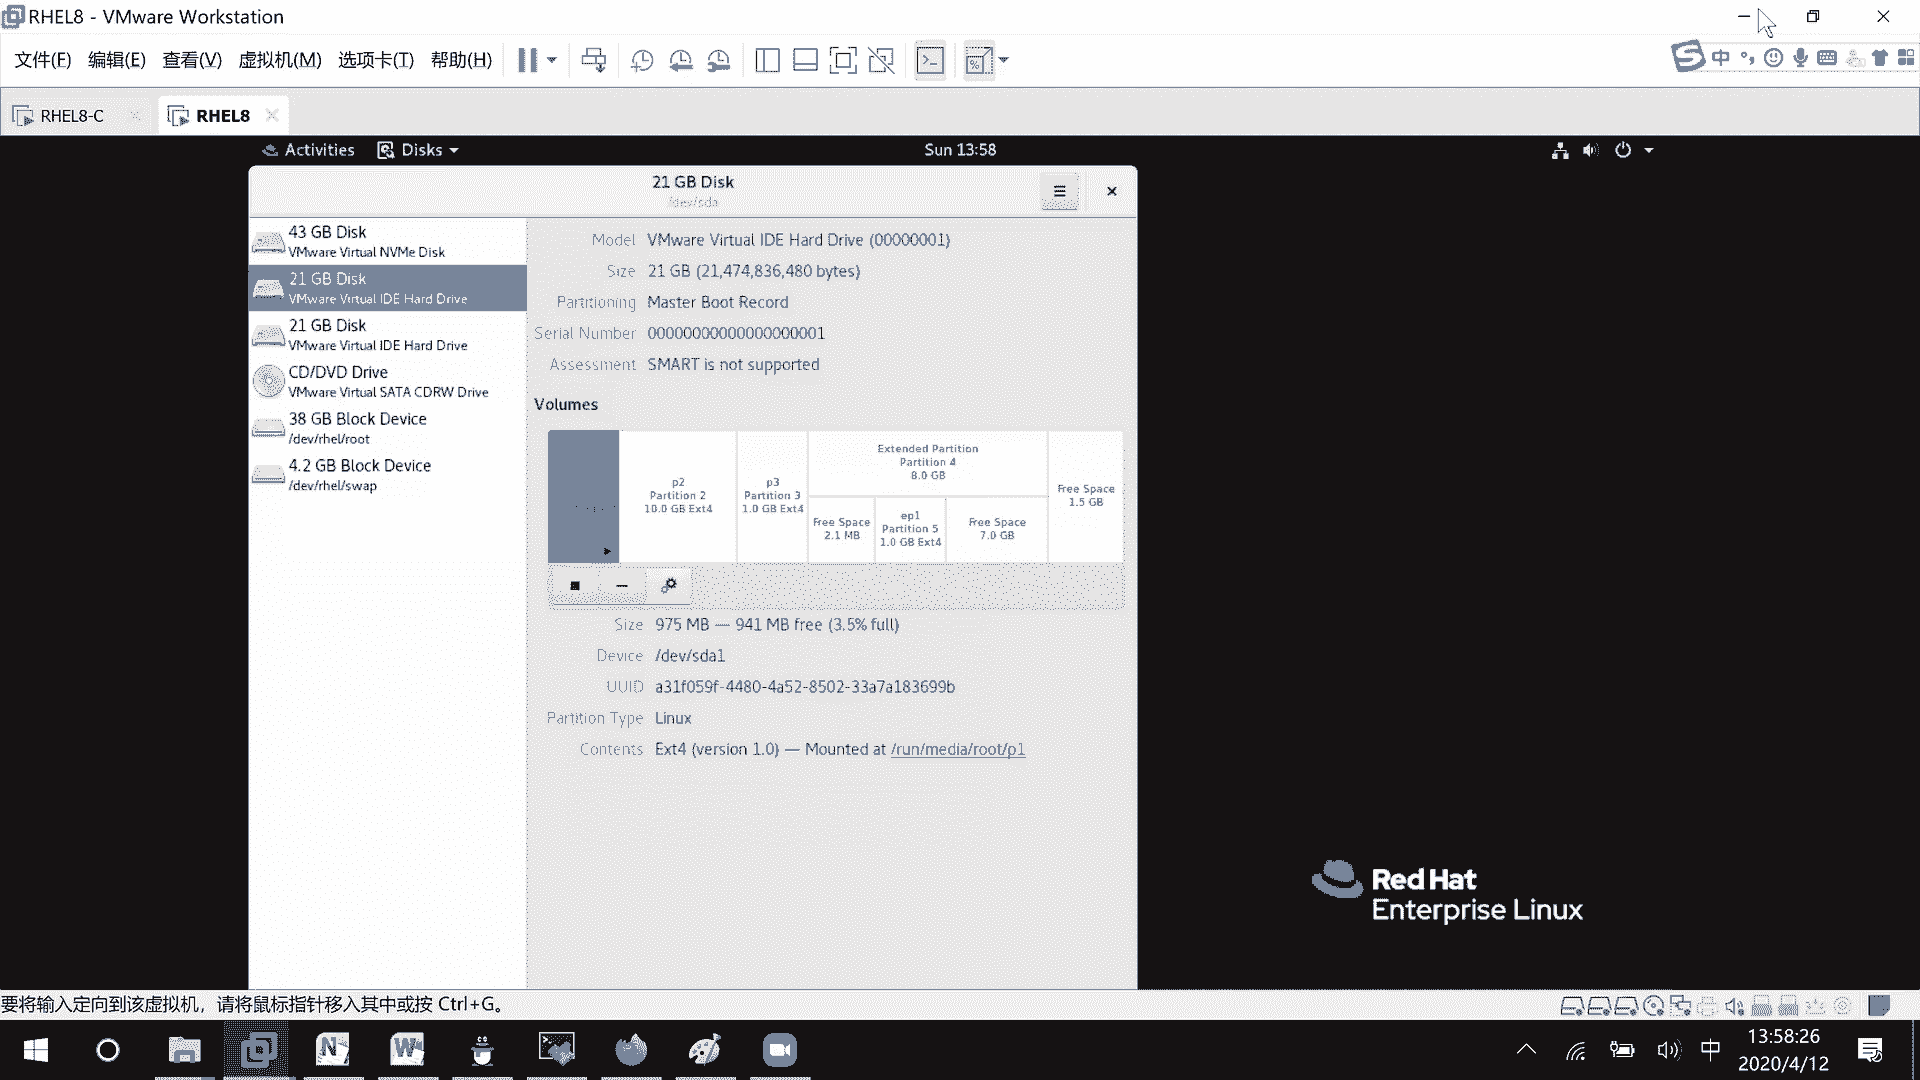 RHEL8 - VMware Workstation
文件(F) 编辑(E) 查看(V) 虚拟机(M) 选项卡(T) 帮助(H)
中
RHEL8-C
RHEL8
Activities
Disks
Sun 13:58
21 GB Disk
/dev/sda
43 GB Disk
VMware Virtual NVMe Disk
21 GB Disk
VMware Virtual IDE Hard Drive
21 GB Disk
VMware Virtual IDE Hard Drive
CD/DVD Drive
VMware Virtual SATA CDRW Drive
38 GB Block Device
/dev/rhel/root
4.2 GB Block Device
/dev/rhel/swap
Model VMware Virtual IDE Hard Drive (00000001)
Size 21 GB (21,474,836,480 bytes)
Partitioning Master Boot Record
Serial Number 00000000000000000001
Assessment SMART is not supported
Volumes
p2
Partition 2
10.0 GB Ext4
p3
Partition 3
1.0 GB Ext4
Extended Partition
Partition 4
8.0 GB
Free Space
2.1 MB
ep1
Partition 5
1.0 GB Ext4
Free Space
7.0 GB
Free Space
1.5 GB
Size 975 MB — 941 MB free (3.5% full)
Device /dev/sda1
UUID a31f059f-4480-4a52-8502-33a7a183699b
Partition Type Linux
Contents Ext4 (version 1.0) — Mounted at /run/media/root/p1
Red Hat
Enterprise Linux
要将输入定向到该虚拟机，请将鼠标指针移入其中或按 Ctrl+G。
中
13:58:26
2020/4/12